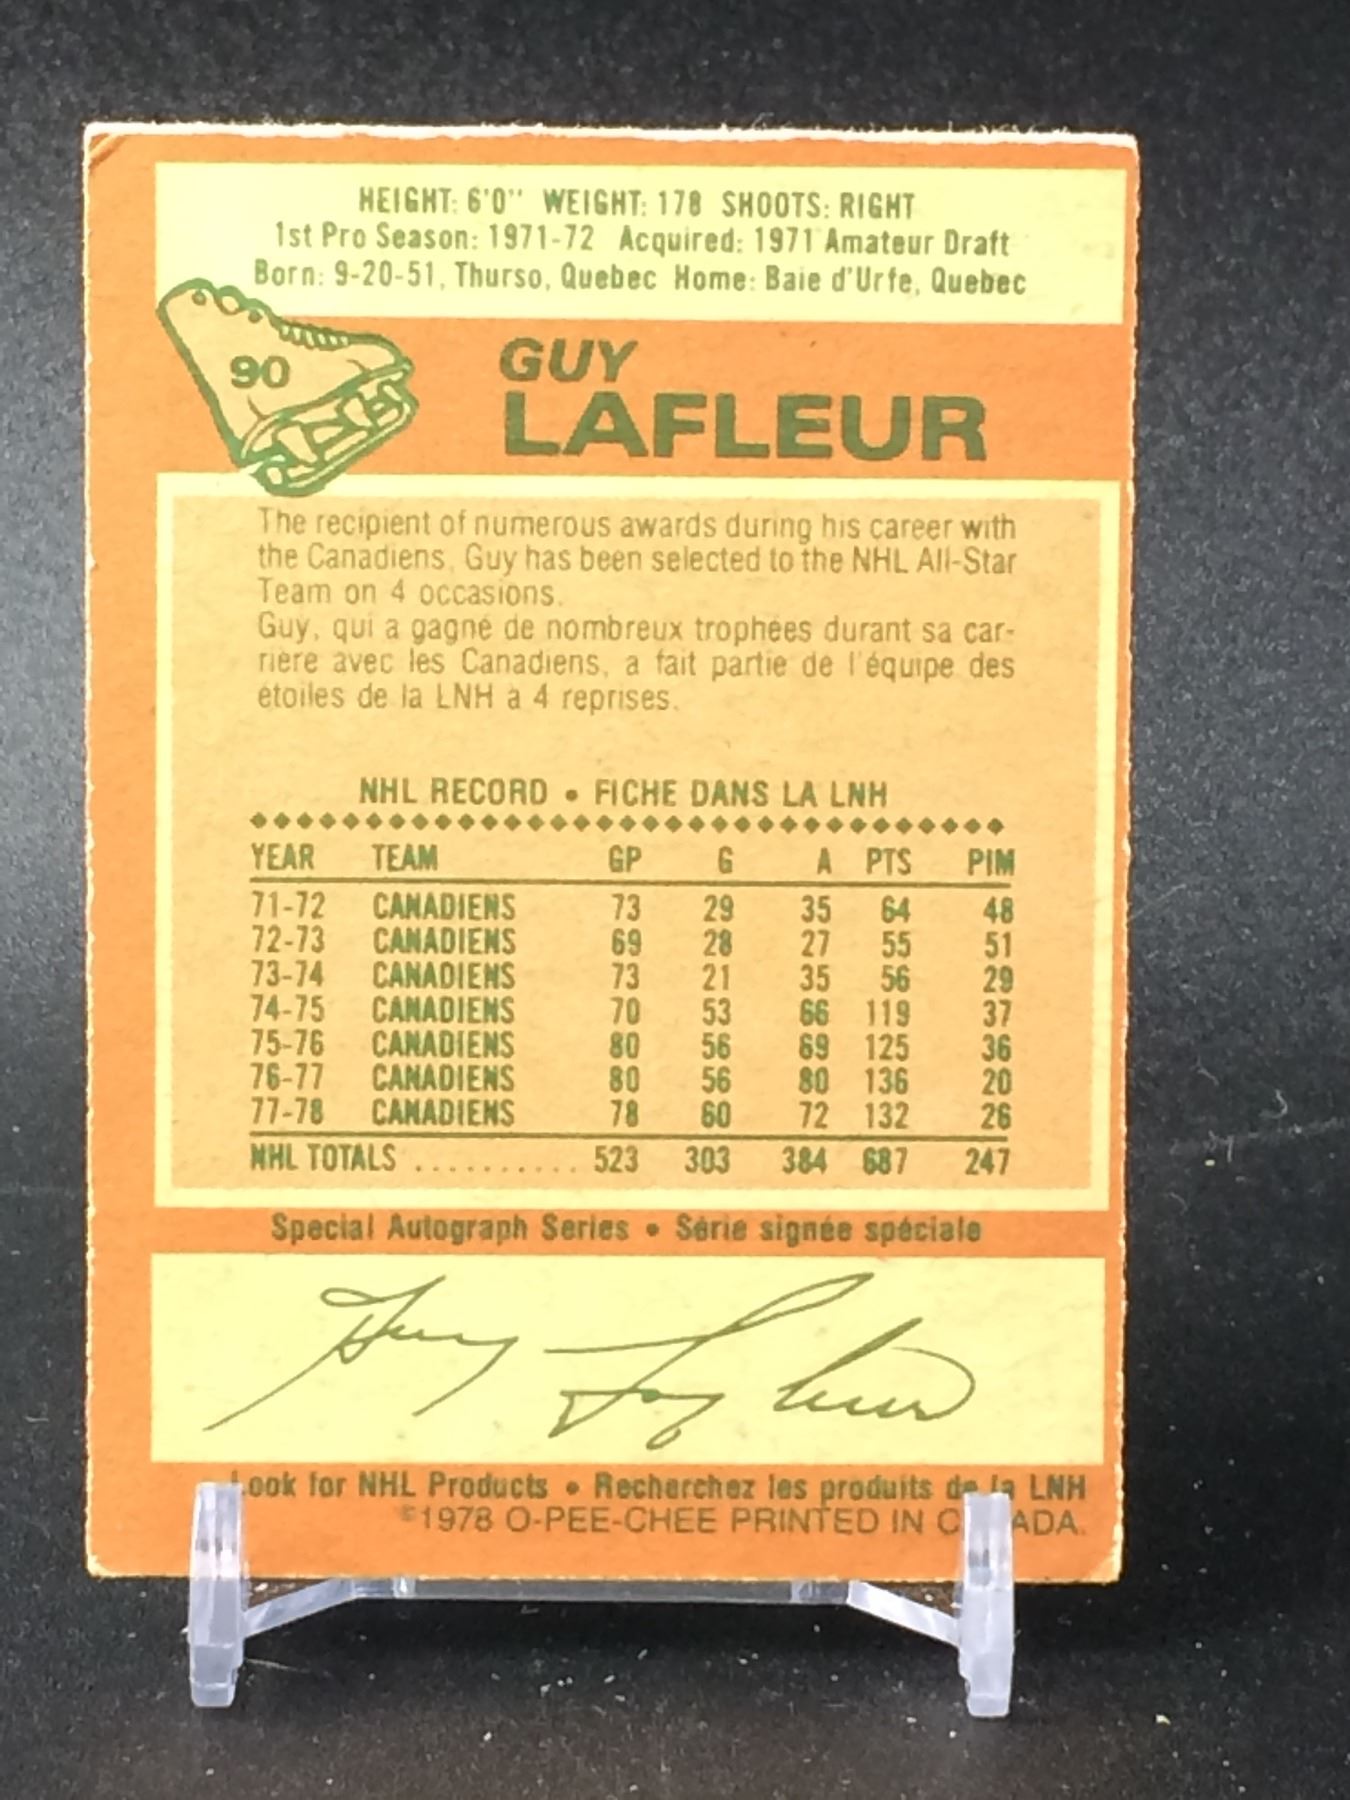 HEIGHT: 6'0" WEIGHT: 178 SHOOTS: RIGHT
1st Pro Season: 1971-72 Acquired: 1971 Amateur Draft
Born: 9-20-51, Thurso, Quebec Home: Baie d'Urfe, Quebec
90
GUY
LAFLEUR
The recipient of numerous awards during his career with
the Canadiens, Guy has been selected to the NHL All-Star
Team on 4 occasions.
Guy, qui a gagné de nombreux trophées durant sa car-
rière avec les Canadiens, a fait partie de l'équipe des
étoiles de la LNH à 4 reprises.
NHL RECORD • FICHE DANS LA LNH
YEAR TEAM GP G A PTS PIM
71-72 CANADIENS 73 29 35 64 48
72-73 CANADIENS 69 28 27 55 51
73-74 CANADIENS 73 21 35 56 29
74-75 CANADIENS 70 53 66 119 37
75-76 CANADIENS 80 56 69 125 36
76-77 CANADIENS 80 56 80 136 20
77-78 CANADIENS 78 60 72 132 26
NHL TOTALS .......... 523 303 384 687 247
Special Autograph Series • Série signée spéciale
Guy Lafleur
Look for NHL Products • Recherchez les produits de la LNH
©1978 O-PEE-CHEE PRINTED IN CANADA.